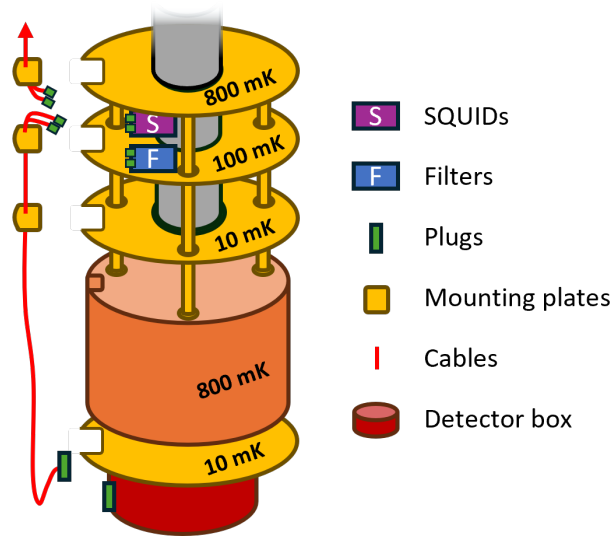 800 mK
S
100 mK
F
10 mK
800 mK
10 mK
S SQUIDs
F Filters
Plugs
Mounting plates
Cables
Detector box